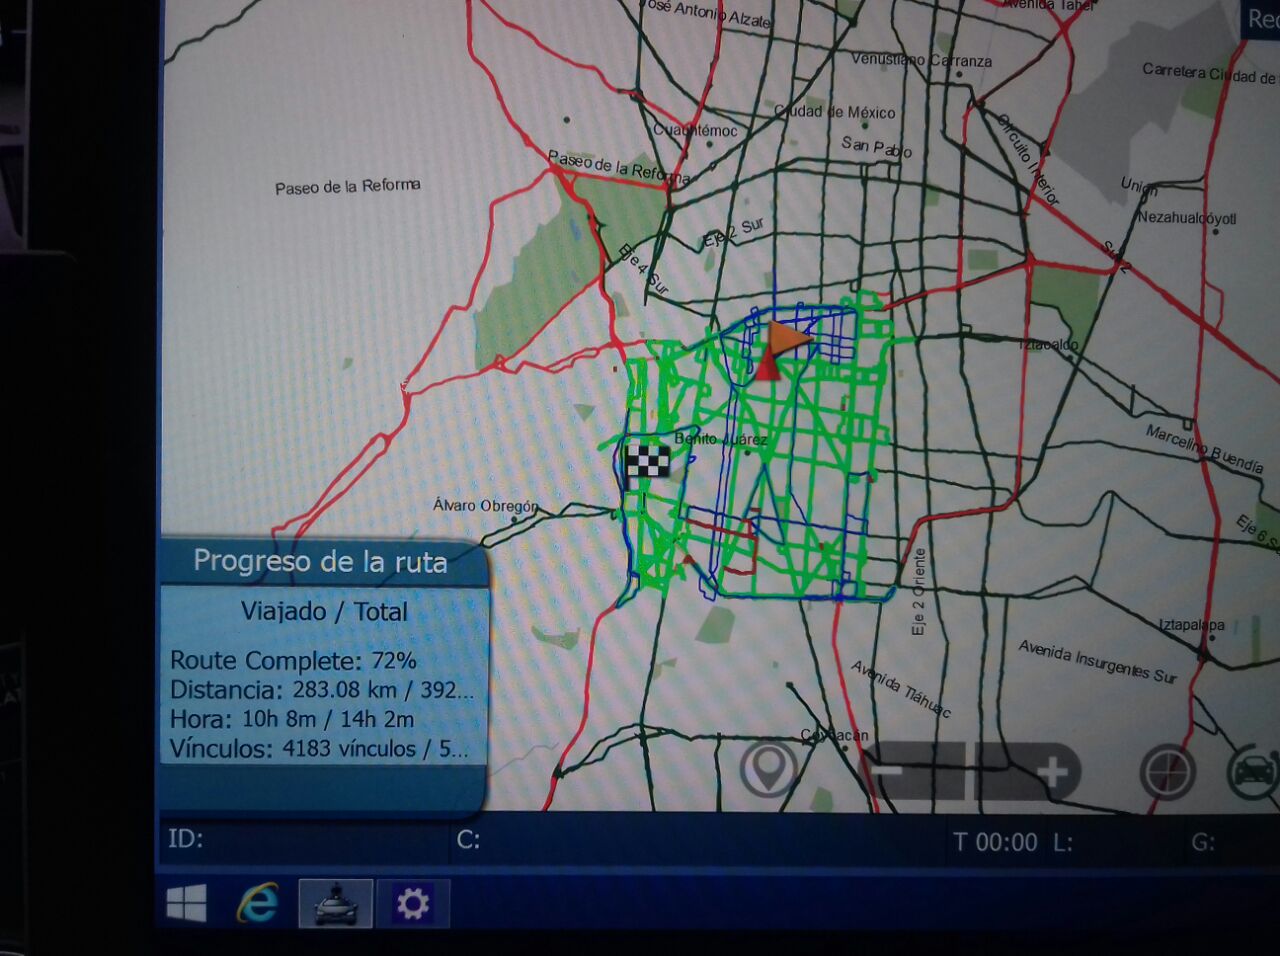 José Antonio Alzate
Avenida Tahel
Rec
Venustiano Carranza
Carretera Ciudad de
Ciudad de México
Cuauhtémoc
San Pablo
Circuito Interior
Paseo de la Reforma
Paseo de la Reforma
Unión
Nezahualcóyotl
Eje 2 Sur
Eje 4 Sur
Sur 2
Iztacalco
Benito Juárez
Marcelino Buendía
Álvaro Obregón
Eje 6 S
Eje 2 Oriente
Iztapalapa
Avenida Insurgentes Sur
Avenida Tláhuac
Coyoacán
Progreso de la ruta
Viajado / Total
Route Complete: 72%
Distancia: 283.08 km / 392...
Hora: 10h 8m / 14h 2m
Vínculos: 4183 vínculos / 5...
ID: C: T 00:00 L: G: